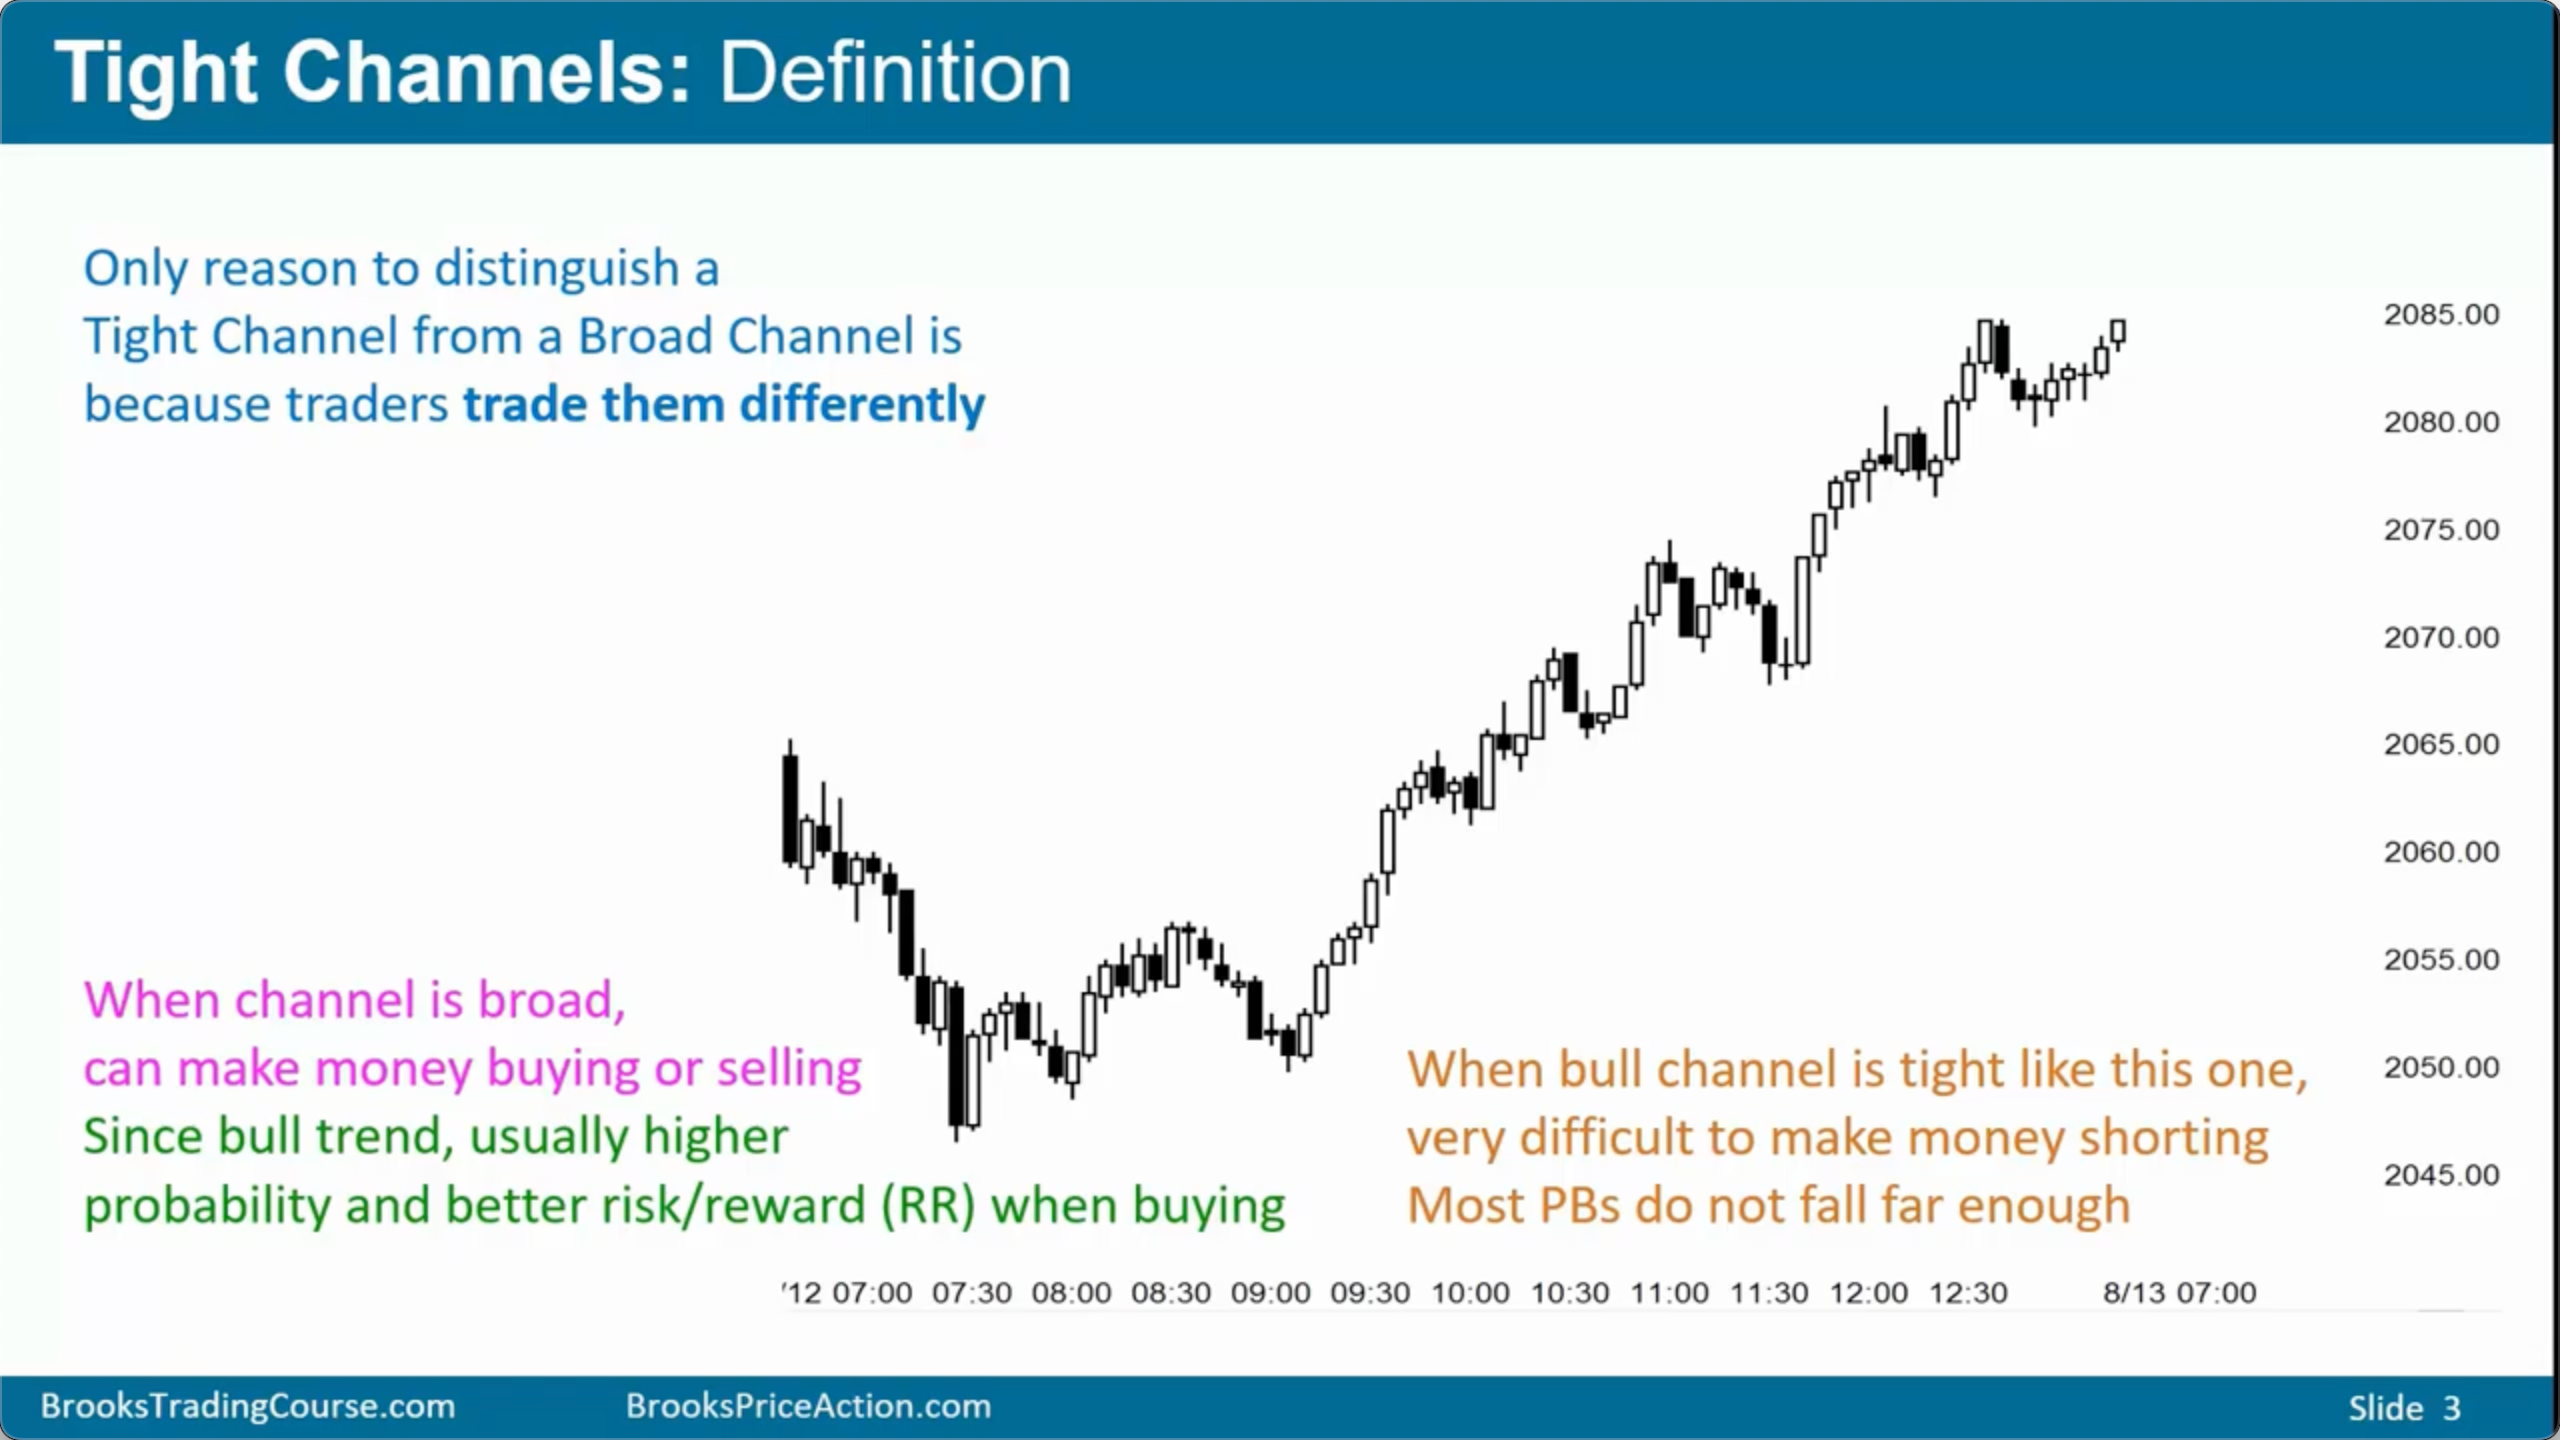 Tight Channels: Definition
Only reason to distinguish a
Tight Channel from a Broad Channel is
because traders trade them differently
2085.00
2080.00
2075.00
2070.00
2065.00
2060.00
2055.00
2050.00
2045.00
When channel is broad,
can make money buying or selling
Since bull trend, usually higher
probability and better risk/reward (RR) when buying
When bull channel is tight like this one,
very difficult to make money shorting
Most PBs do not fall far enough
'12 07:00 07:30 08:00 08:30 09:00 09:30 10:00 10:30 11:00 11:30 12:00 12:30 8/13 07:00
BrooksTradingCourse.com BrooksPriceAction.com Slide 3